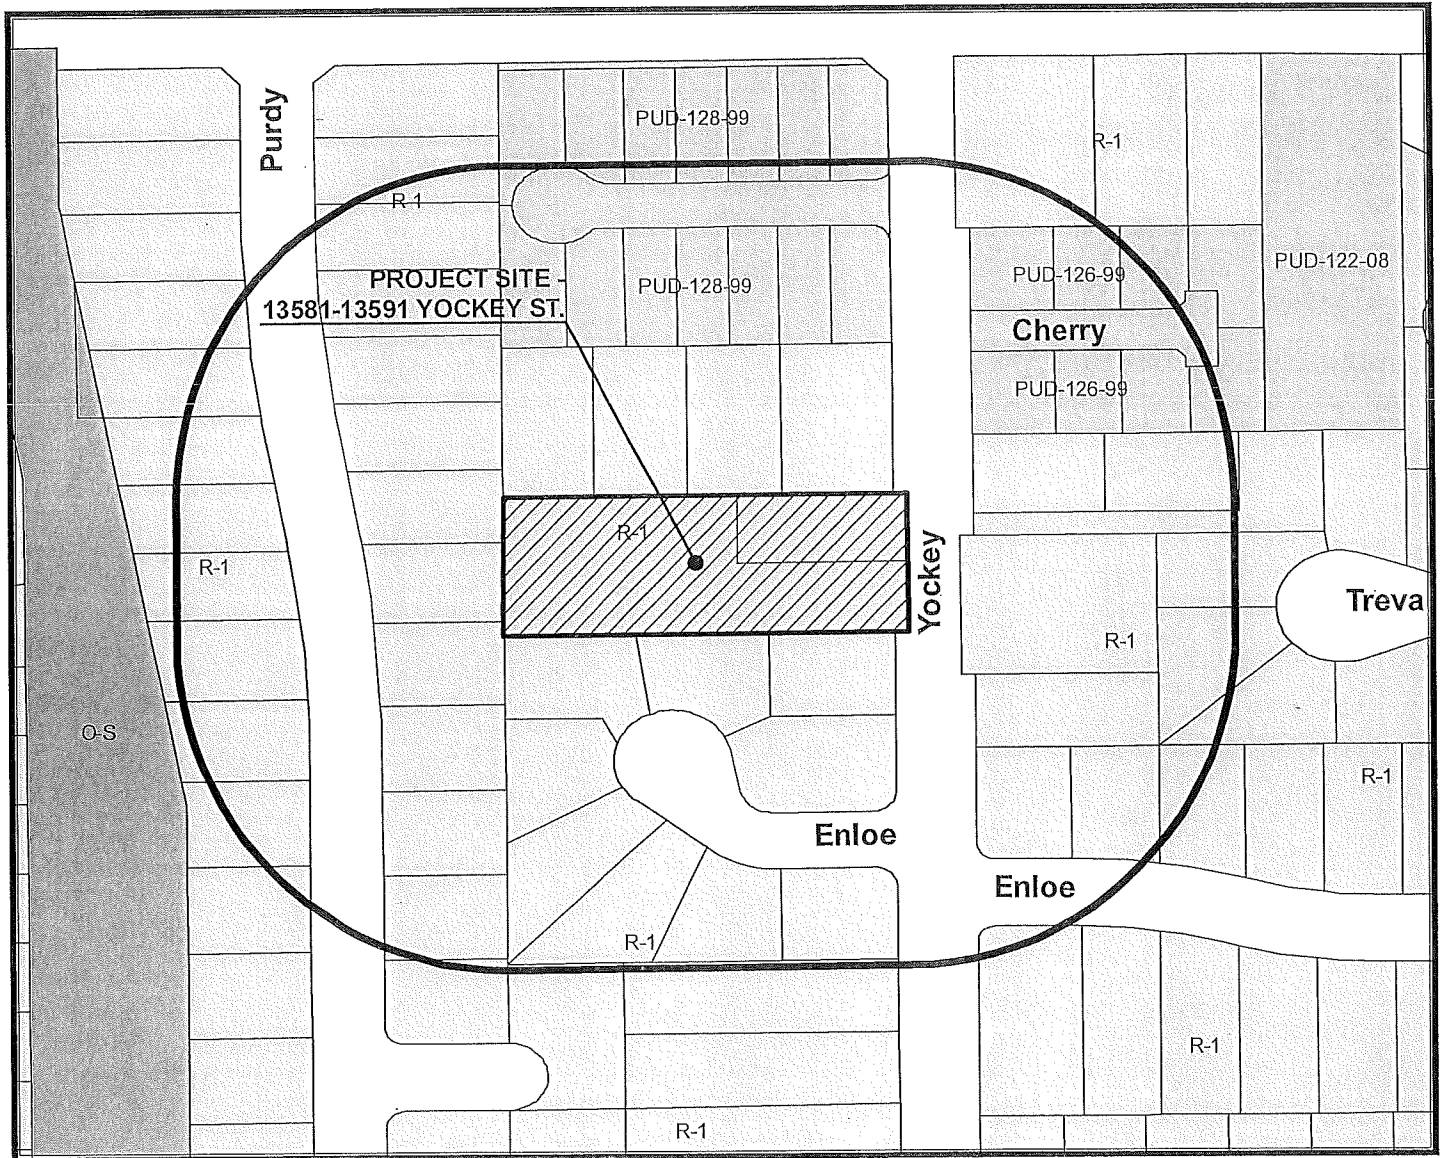 Purdy
PUD-128-99
R-1
R-1
PUD-128-99
PROJECT SITE -
13581-13591 YOCKEY ST.
PUD-126-99
PUD-122-08
Cherry
PUD-126-99
R-1
R-1
Yockey
R-1
Treva
O-S
R-1
Enloe
Enloe
R-1
R-1
R-1